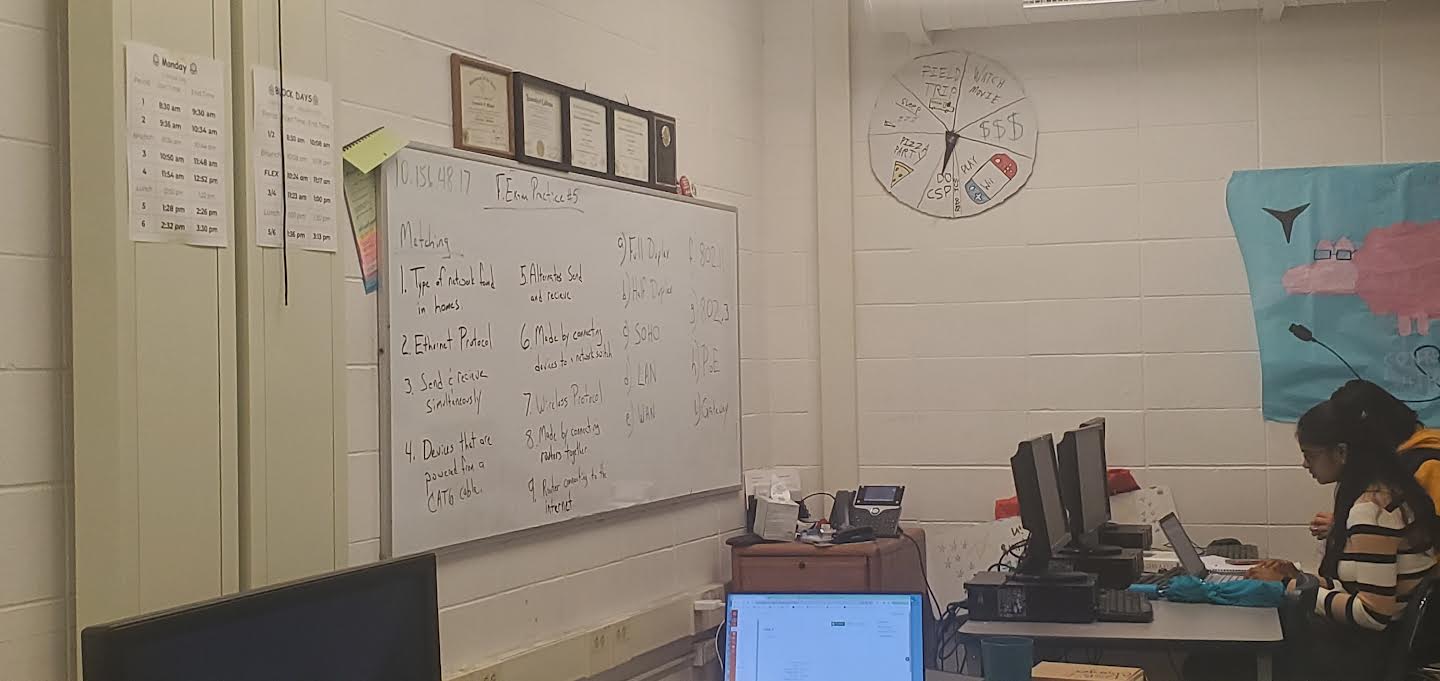 Monday
Period Start Time End Time
1 8:30 am 9:30 am
2 9:36 am 10:34 am
Brunch
3 10:50 am 11:48 am
4 11:54 am 12:52 pm
Lunch
5 1:28 pm 2:26 pm
6 2:32 pm 3:30 pm
BLOCK DAYS
Period Start Time End Time
1/2 8:30 am 10:08 am
Brunch
FLEX 10:24 am 11:17 am
3/4 11:23 am 1:00 pm
Lunch
5/6 1:36 pm 3:13 pm
10.156.48.17
F.Exam Practice #5
Matching
1. Type of network found
in homes.
2. Ethernet Protocol
3. Send & recieve
simultaneously
4. Devices that are
powered from a
CAT6 cable.
5. Alternates Send
and recieve
6. Made by connecting
devices to a network switch
7. Wireless Protocol
8. Made by connecting
routers together
9. Router connecting to the
internet
a) Full Duplex
b) Half Duplex
c) SOHO
d) LAN
e) WAN
f) 802.11
g) 802.3
h) PoE
i) Gateway
FIELD
TRIP
WATCH
MOVIE
$$$
PLAY
Wii
DO
CSP
PIZZA
PARTY
sleep
zzz